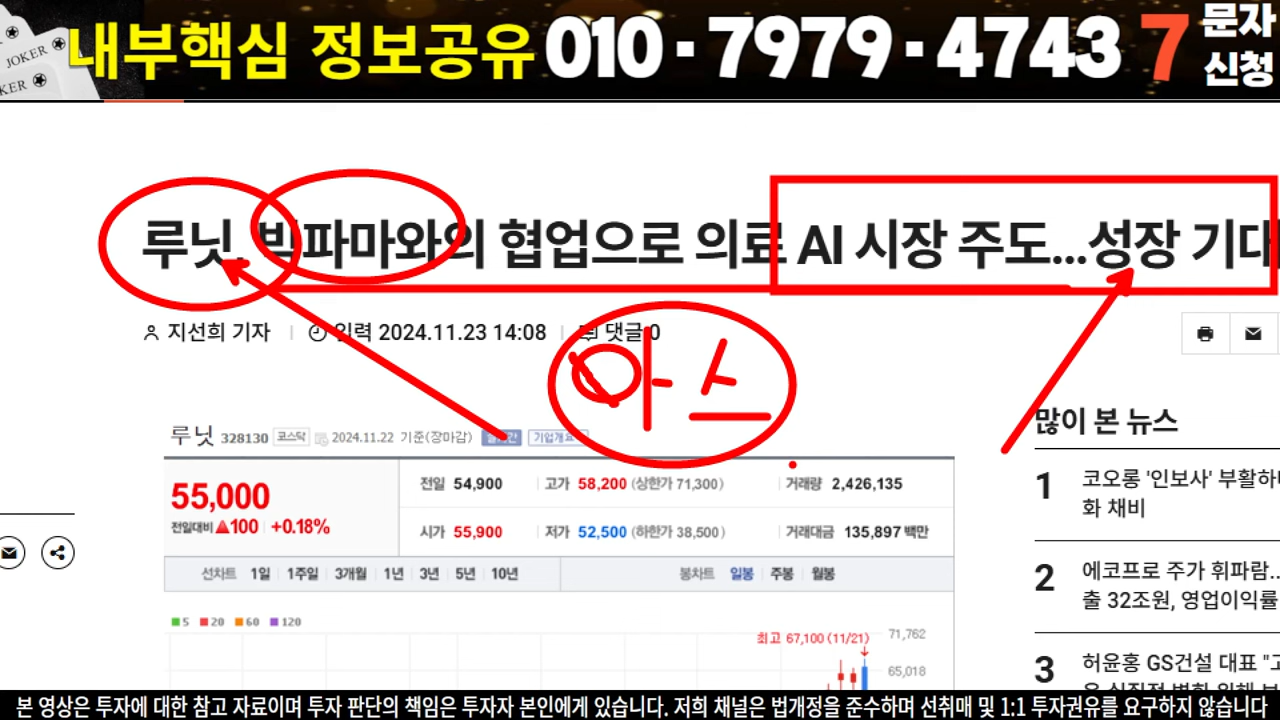 내부핵심 정보공유 010-7979-4743 7 문자
신청
JOKER
KER
루닛, 빅파마와의 협업으로 의료 AI 시장 주도...성장 기대
지선희 기자 입력 2024.11.23 14:08 댓글 0
아스
많이 본 뉴스
루닛 328130 코스닥 2024.11.22 기준(장마감) 기업개요
55,000
전일대비 ▲100 +0.18%
전일 54,900 고가 58,200 (상한가 71,300) 거래량 2,426,135
시가 55,900 저가 52,500 (하한가 38,500) 거래대금 135,897 백만
선차트 1일 1주일 3개월 1년 3년 5년 10년 봉차트 일봉 주봉 월봉
5 20 60 120
최고 67,100 (11/21) 71,762
65,018
1 코오롱 '인보사' 부활하
화 채비
2 에코프로 주가 휘파람..
출 32조원, 영업이익률
3 허윤홍 GS건설 대표 "고
본 영상은 투자에 대한 참고 자료이며 투자 판단의 책임은 투자자 본인에게 있습니다. 저희 채널은 법개정을 준수하며 선취매 및 1:1 투자권유를 요구하지 않습니다